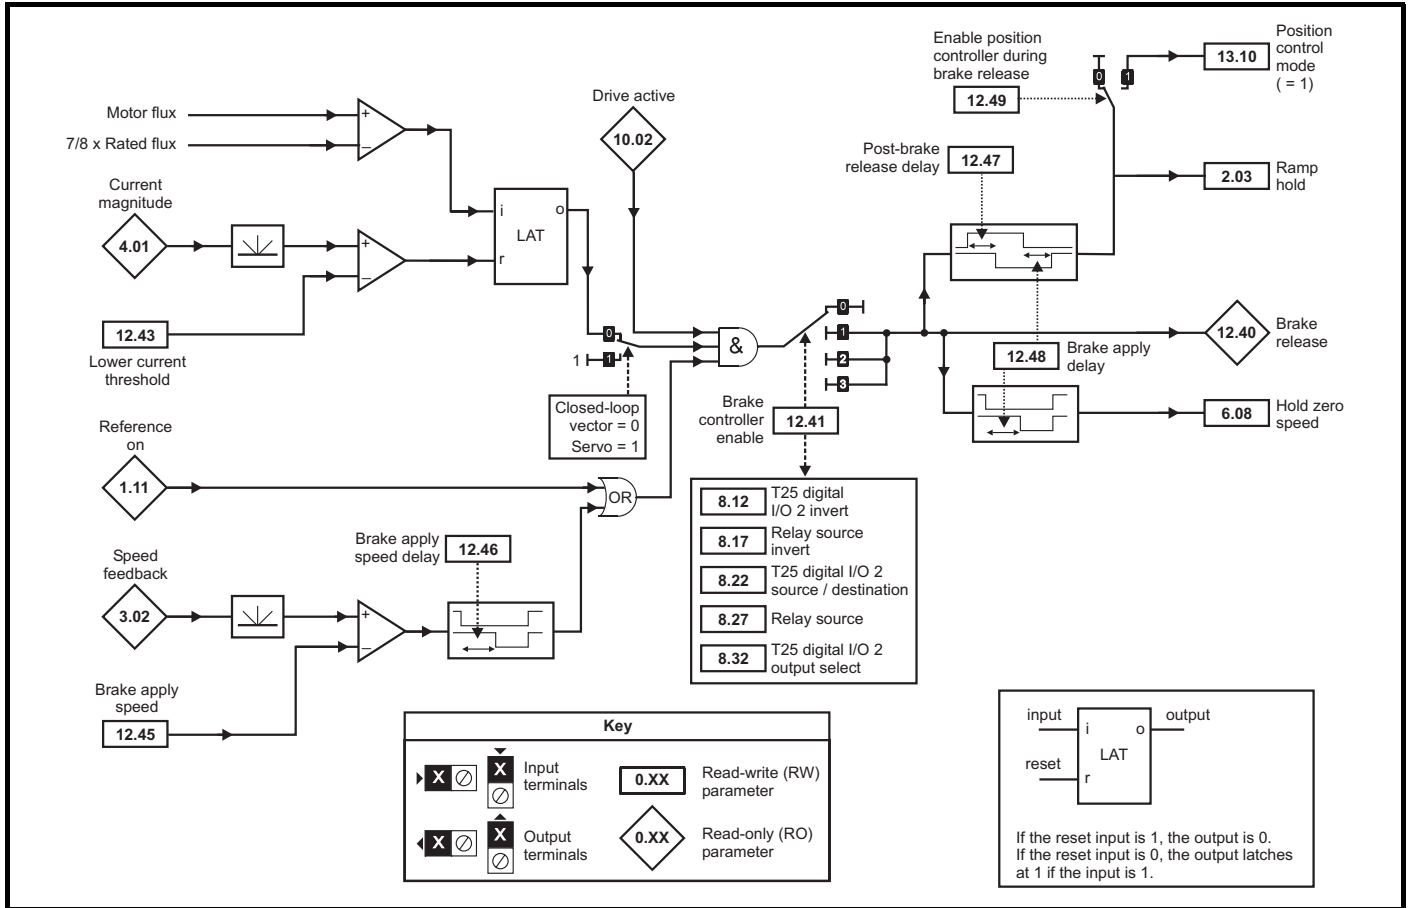 Motor flux
7/8 x Rated flux
+
–
Current
magnitude
4.01
+
–
12.43
Lower current
threshold
i
o
LAT
r
Drive active
10.02
0
1
1
Closed-loop
vector = 0
Servo = 1
&
0
1
2
3
Brake
controller
enable
12.41
8.12
T25 digital
I/O 2 invert
8.17
Relay source
invert
8.22
T25 digital I/O 2
source / destination
8.27
Relay source
8.32
T25 digital I/O 2
output select
Enable position
controller during
brake release
12.49
0
1
13.10
Position
control
mode
( = 1)
Post-brake
release delay
12.47
2.03
Ramp
hold
12.40
Brake
release
12.48
Brake apply
delay
6.08
Hold zero
speed
Reference
on
1.11
OR
Brake apply
speed delay
12.46
Speed
feedback
3.02
+
–
Brake apply
speed
12.45
Key
X
X
Input
terminals
0.XX
Read-write (RW)
parameter
X
X
Output
terminals
0.XX
Read-only (RO)
parameter
input
output
i
o
LAT
reset
r
If the reset input is 1, the output is 0.
If the reset input is 0, the output latches
at 1 if the input is 1.